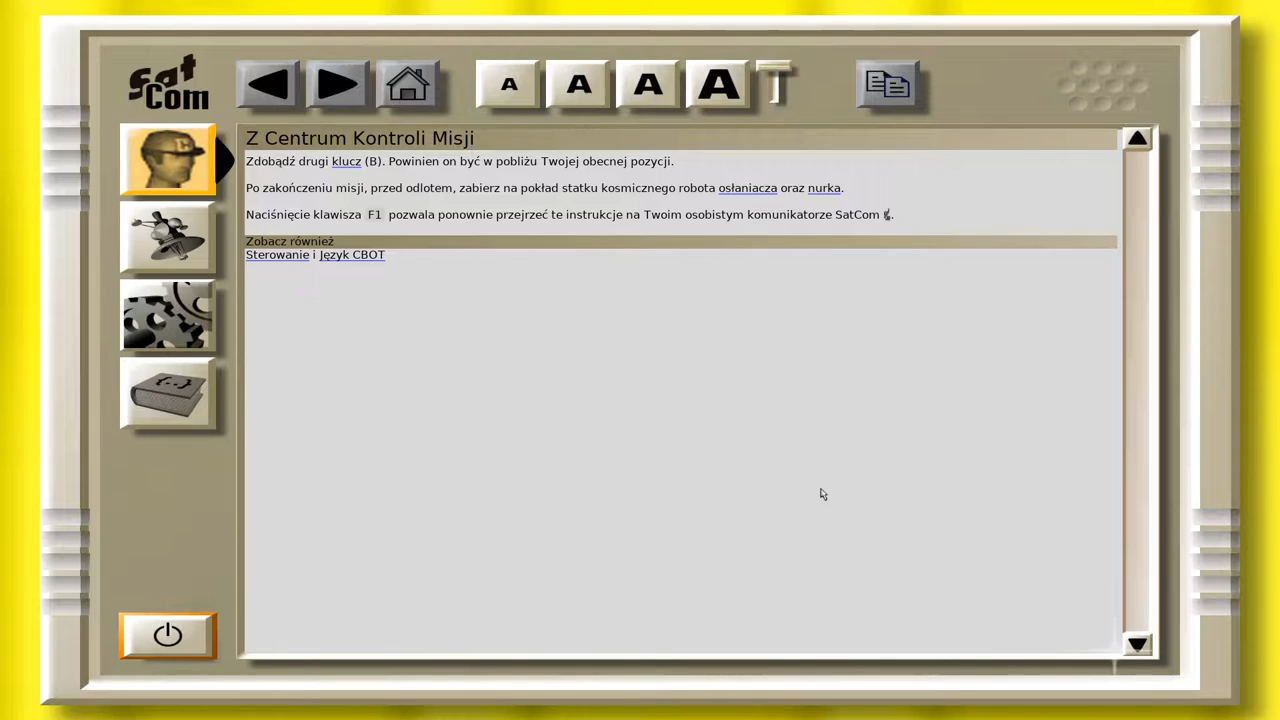 Sat
Com
A A A A T
Z Centrum Kontroli Misji
Zdobądź drugi klucz (B). Powinien on być w pobliżu Twojej obecnej pozycji.
Po zakończeniu misji, przed odlotem, zabierz na pokład statku kosmicznego robota osłaniacza oraz nurka.
Naciśnięcie klawisza F1 pozwala ponownie przejrzeć te instrukcje na Twoim osobistym komunikatorze SatCom.
Zobacz również
Sterowanie i Język CBOT
{..}